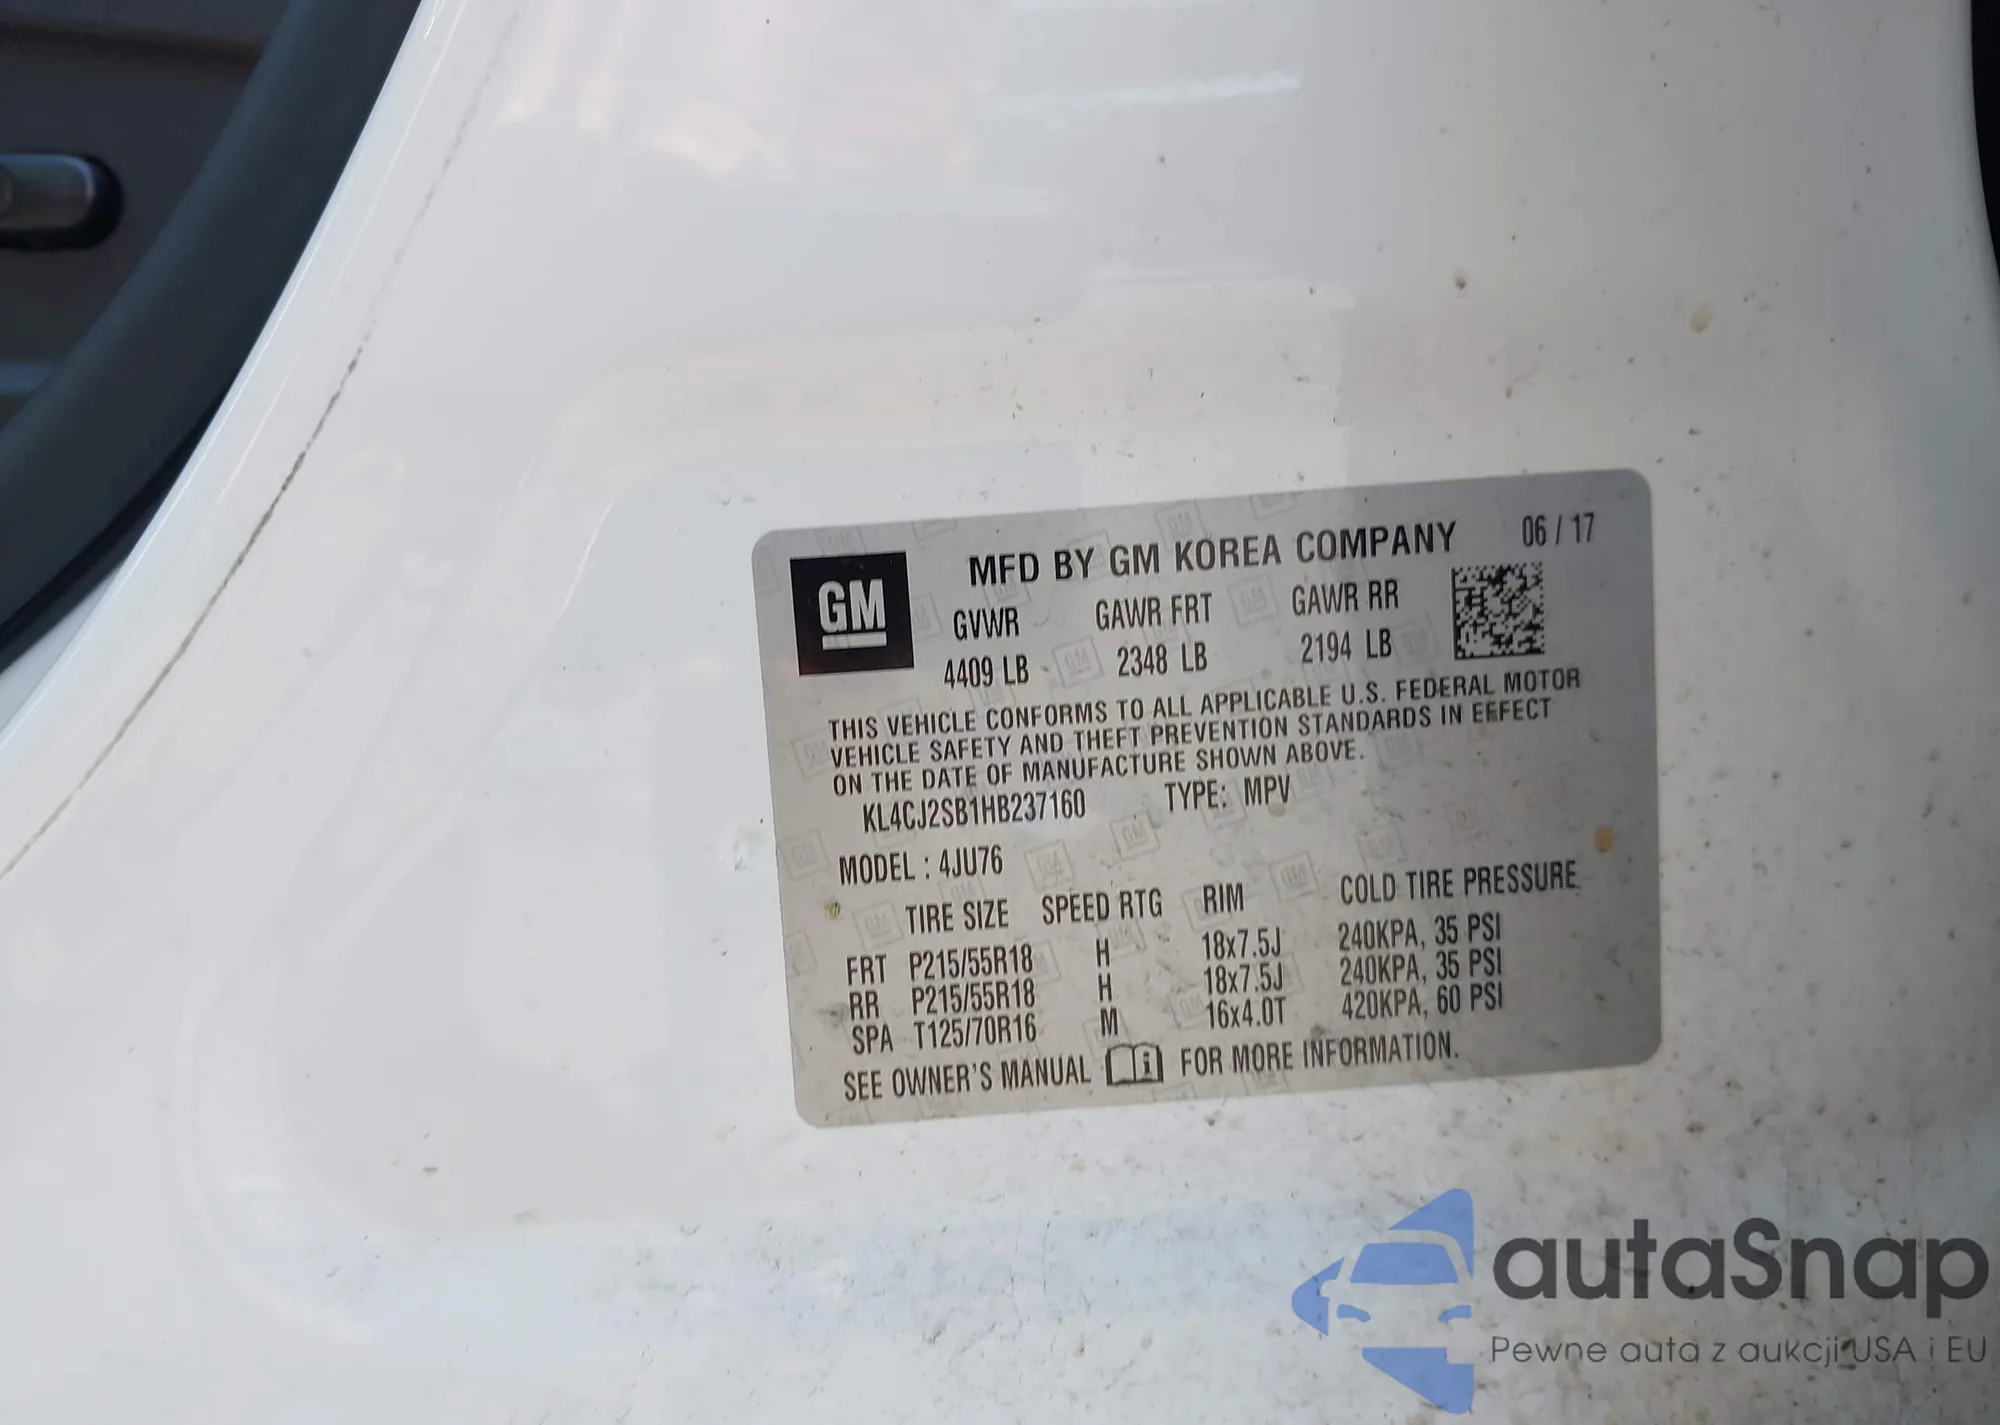 GM
MFD BY GM KOREA COMPANY 06 / 17
GVWR GAWR FRT GAWR RR
4409 LB 2348 LB 2194 LB
THIS VEHICLE CONFORMS TO ALL APPLICABLE U.S. FEDERAL MOTOR
VEHICLE SAFETY AND THEFT PREVENTION STANDARDS IN EFFECT
ON THE DATE OF MANUFACTURE SHOWN ABOVE.
KL4CJ2SB1HB237160 TYPE: MPV
MODEL : 4JU76
TIRE SIZE SPEED RTG RIM COLD TIRE PRESSURE
FRT P215/55R18 H 18x7.5J 240KPA, 35 PSI
RR P215/55R18 H 18x7.5J 240KPA, 35 PSI
SPA T125/70R16 M 16x4.0T 420KPA, 60 PSI
SEE OWNER'S MANUAL i FOR MORE INFORMATION.
autaSnap
Pewne auta z aukcji USA i EU